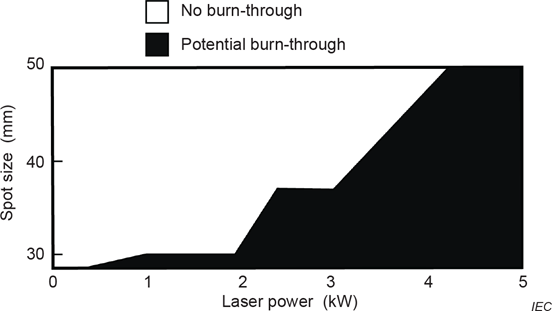 No burn-through
Potential burn-through
50
40
30
Spot size (mm)
0 1 2 3 4 5
Laser power (kW)
IEC